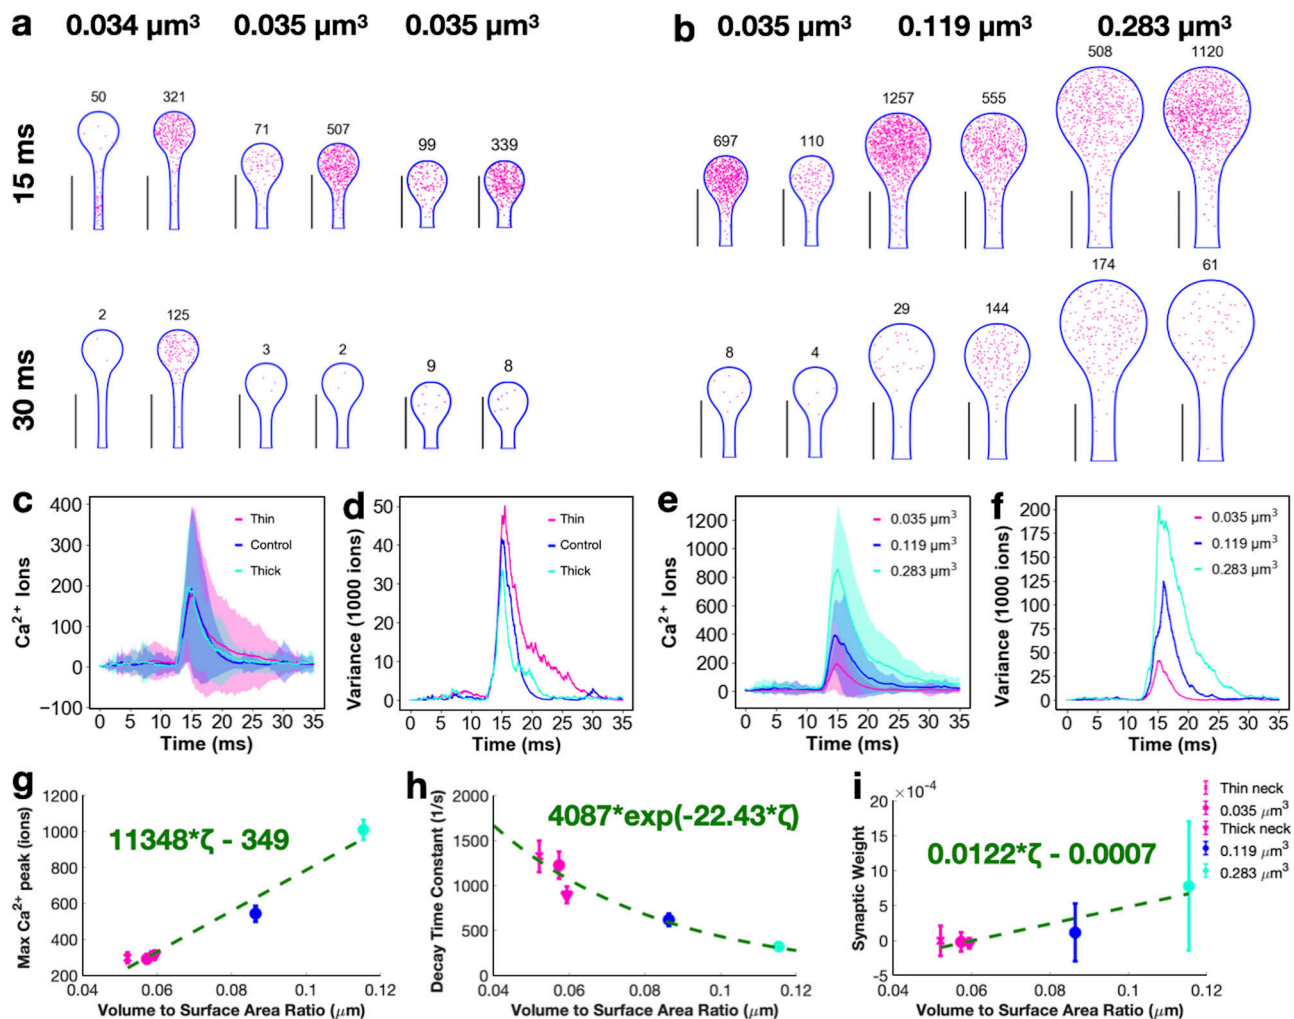 a 0.034 µm³ 0.035 µm³ 0.035 µm³
15 ms
50 321 71 507 99 339
30 ms
2 125 3 2 9 8
b 0.035 µm³ 0.119 µm³ 0.283 µm³
697 110 1257 555 508 1120
8 4 29 144 174 61
c
Ca²⁺ Ions
400
300
200
100
0
−100
Thin
Control
Thick
0 5 10 15 20 25 30 35
Time (ms)
d
Variance (1000 ions)
50
40
30
20
10
0
Thin
Control
Thick
0 5 10 15 20 25 30 35
Time (ms)
e
Ca²⁺ Ions
1200
1000
800
600
400
200
0
0.035 µm³
0.119 µm³
0.283 µm³
0 5 10 15 20 25 30 35
Time (ms)
f
Variance (1000 ions)
200
175
150
125
100
75
50
25
0
0.035 µm³
0.119 µm³
0.283 µm³
0 5 10 15 20 25 30 35
Time (ms)
g
Max Ca²⁺ peak (ions)
1200
1000
800
600
400
200
11348*ζ - 349
0.04 0.06 0.08 0.1 0.12
Volume to Surface Area Ratio (µm)
h
Decay Time Constant (1/s)
2000
1500
1000
500
0
4087*exp(-22.43*ζ)
0.04 0.06 0.08 0.1 0.12
Volume to Surface Area Ratio (µm)
i
Synaptic Weight
×10⁻⁴
20
15
10
5
0
-5
0.0122*ζ - 0.0007
Thin neck
0.035 µm³
Thick neck
0.119 µm³
0.283 µm³
0.04 0.06 0.08 0.1 0.12
Volume to Surface Area Ratio (µm)